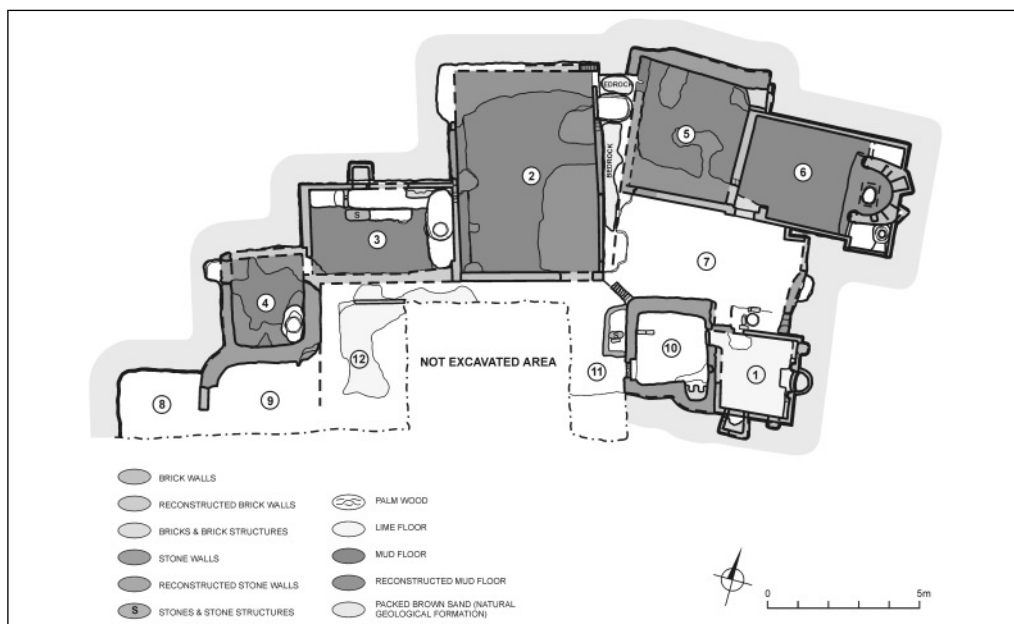 BEDROCK
BEDROCK
5
2
6
3
S
7
4
12
NOT EXCAVATED AREA
10
11
1
8
9
BRICK WALLS
RECONSTRUCTED BRICK WALLS
BRICKS & BRICK STRUCTURES
STONE WALLS
RECONSTRUCTED STONE WALLS
S STONES & STONE STRUCTURES
PALM WOOD
LIME FLOOR
MUD FLOOR
RECONSTRUCTED MUD FLOOR
PACKED BROWN SAND (NATURAL
GEOLOGICAL FORMATION)
0 5m